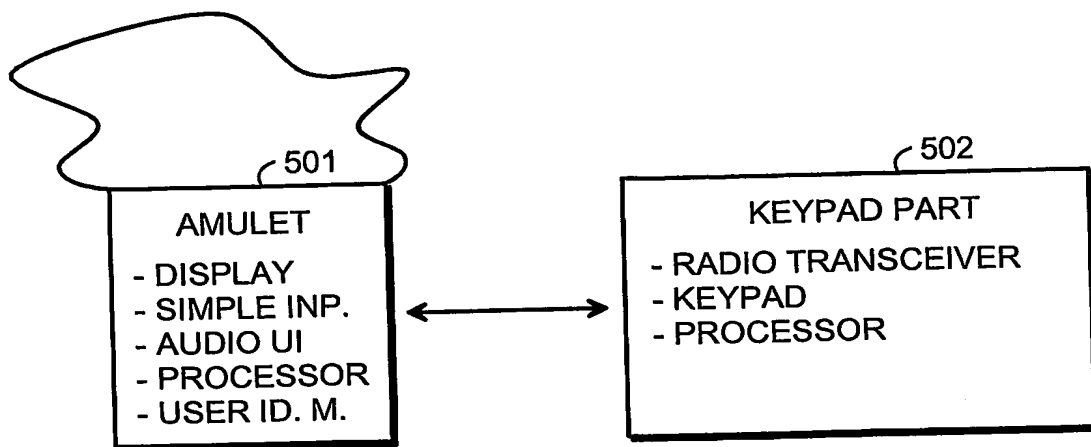 501
AMULET
- DISPLAY
- SIMPLE INP.
- AUDIO UI
- PROCESSOR
- USER ID. M.
502
KEYPAD PART
- RADIO TRANSCEIVER
- KEYPAD
- PROCESSOR